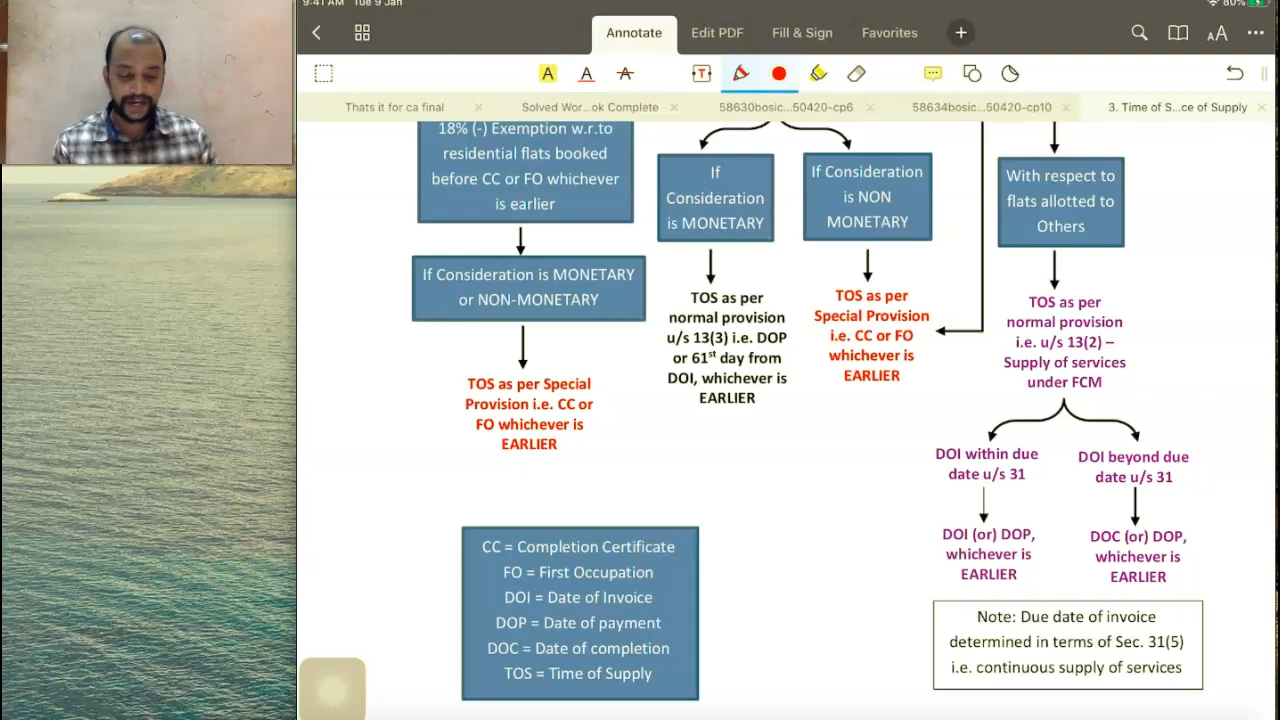 9:41 AM Tue 9 Jan
80%
Annotate
Edit PDF
Fill & Sign
Favorites
Thats it for ca final
Solved Wor...ok Complete
58630bosic...50420-cp6
58634bosic...50420-cp10
3. Time of S...ce of Supply
18% (-) Exemption w.r.to
residential flats booked
before CC or FO whichever
is earlier
If
Consideration
is MONETARY
If Consideration
is NON
MONETARY
With respect to
flats allotted to
Others
If Consideration is MONETARY
or NON-MONETARY
TOS as per
normal provision
u/s 13(3) i.e. DOP
or 61st day from
DOI, whichever is
EARLIER
TOS as per
Special Provision
i.e. CC or FO
whichever is
EARLIER
TOS as per
normal provision
i.e. u/s 13(2) –
Supply of services
under FCM
TOS as per Special
Provision i.e. CC or
FO whichever is
EARLIER
DOI within due
date u/s 31
DOI beyond due
date u/s 31
DOI (or) DOP,
whichever is
EARLIER
DOC (or) DOP,
whichever is
EARLIER
CC = Completion Certificate
FO = First Occupation
DOI = Date of Invoice
DOP = Date of payment
DOC = Date of completion
TOS = Time of Supply
Note: Due date of invoice
determined in terms of Sec. 31(5)
i.e. continuous supply of services